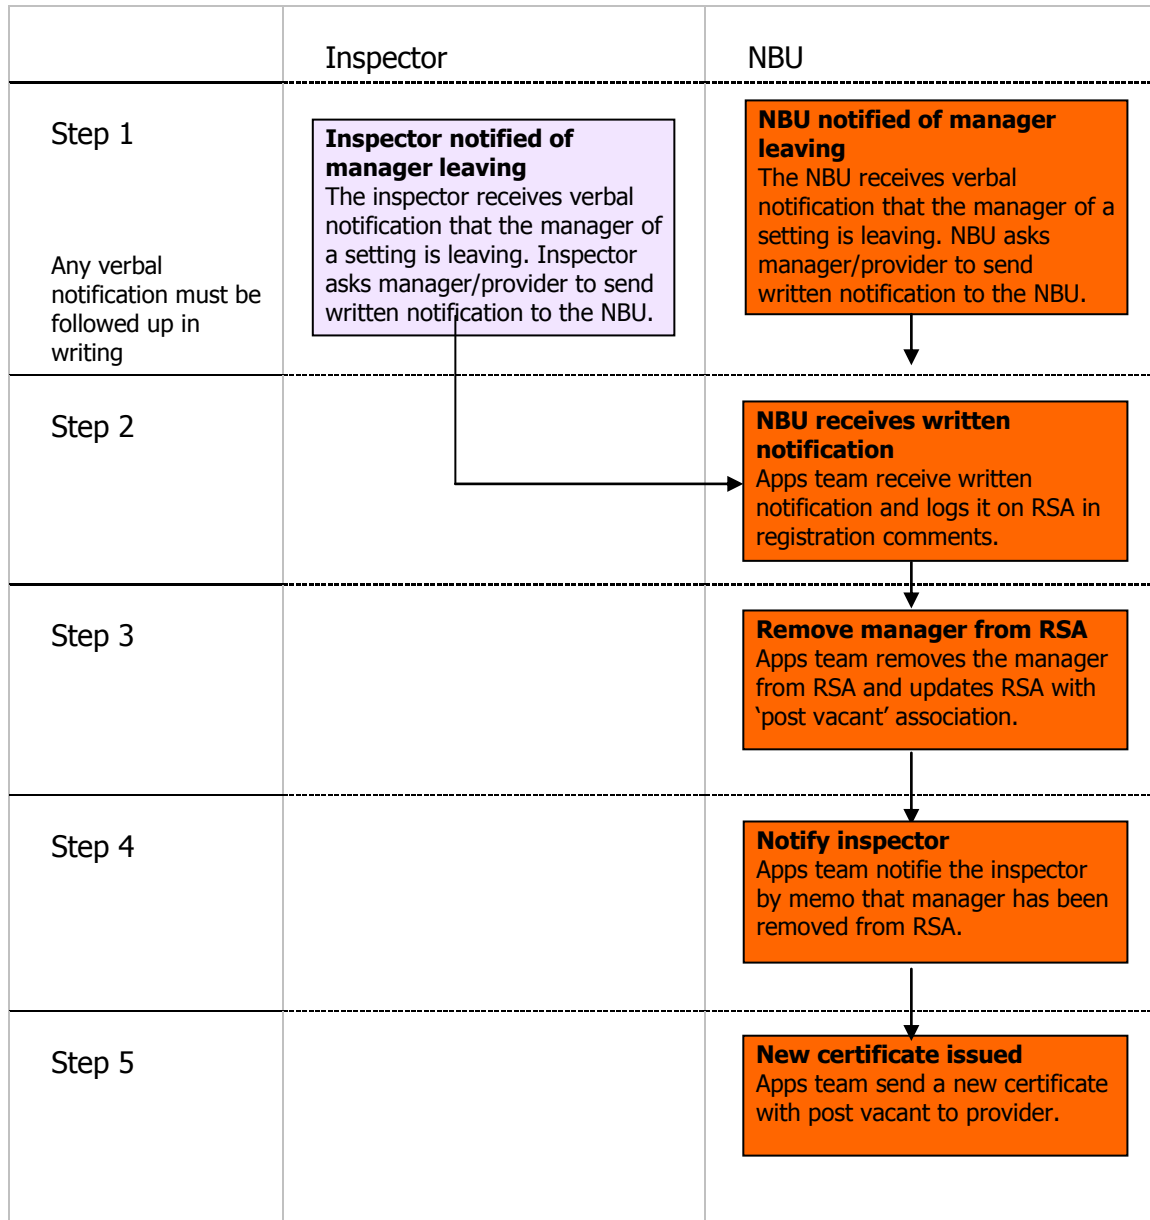 Inspector
NBU
Step 1
Any verbal
notification must be
followed up in
writing
Inspector notified of
manager leaving
The inspector receives verbal
notification that the manager of
a setting is leaving. Inspector
asks manager/provider to send
written notification to the NBU.
NBU notified of manager
leaving
The NBU receives verbal
notification that the manager of a
setting is leaving. NBU asks
manager/provider to send
written notification to the NBU.
Step 2
NBU receives written
notification
Apps team receive written
notification and logs it on RSA in
registration comments.
Step 3
Remove manager from RSA
Apps team removes the manager
from RSA and updates RSA with
‘post vacant’ association.
Step 4
Notify inspector
Apps team notifie the inspector
by memo that manager has been
removed from RSA.
Step 5
New certificate issued
Apps team send a new certificate
with post vacant to provider.